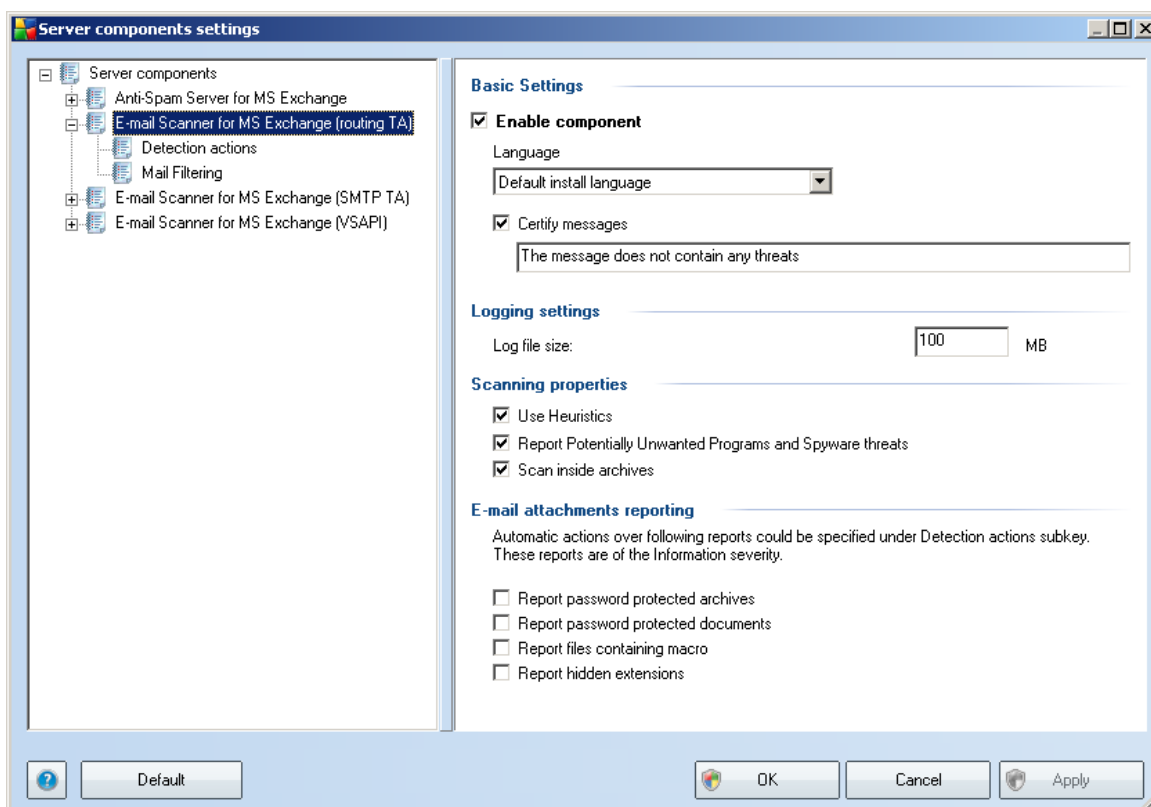 Server components settings
Server components
Anti-Spam Server for MS Exchange
E-mail Scanner for MS Exchange (routing TA)
Detection actions
Mail Filtering
E-mail Scanner for MS Exchange (SMTP TA)
E-mail Scanner for MS Exchange (VSAPI)
Basic Settings
Enable component
Language
Default install language
Certify messages
The message does not contain any threats
Logging settings
Log file size: 100 MB
Scanning properties
Use Heuristics
Report Potentially Unwanted Programs and Spyware threats
Scan inside archives
E-mail attachments reporting
Automatic actions over following reports could be specified under Detection actions subkey.
These reports are of the Information severity.
Report password protected archives
Report password protected documents
Report files containing macro
Report hidden extensions
? Default OK Cancel Apply